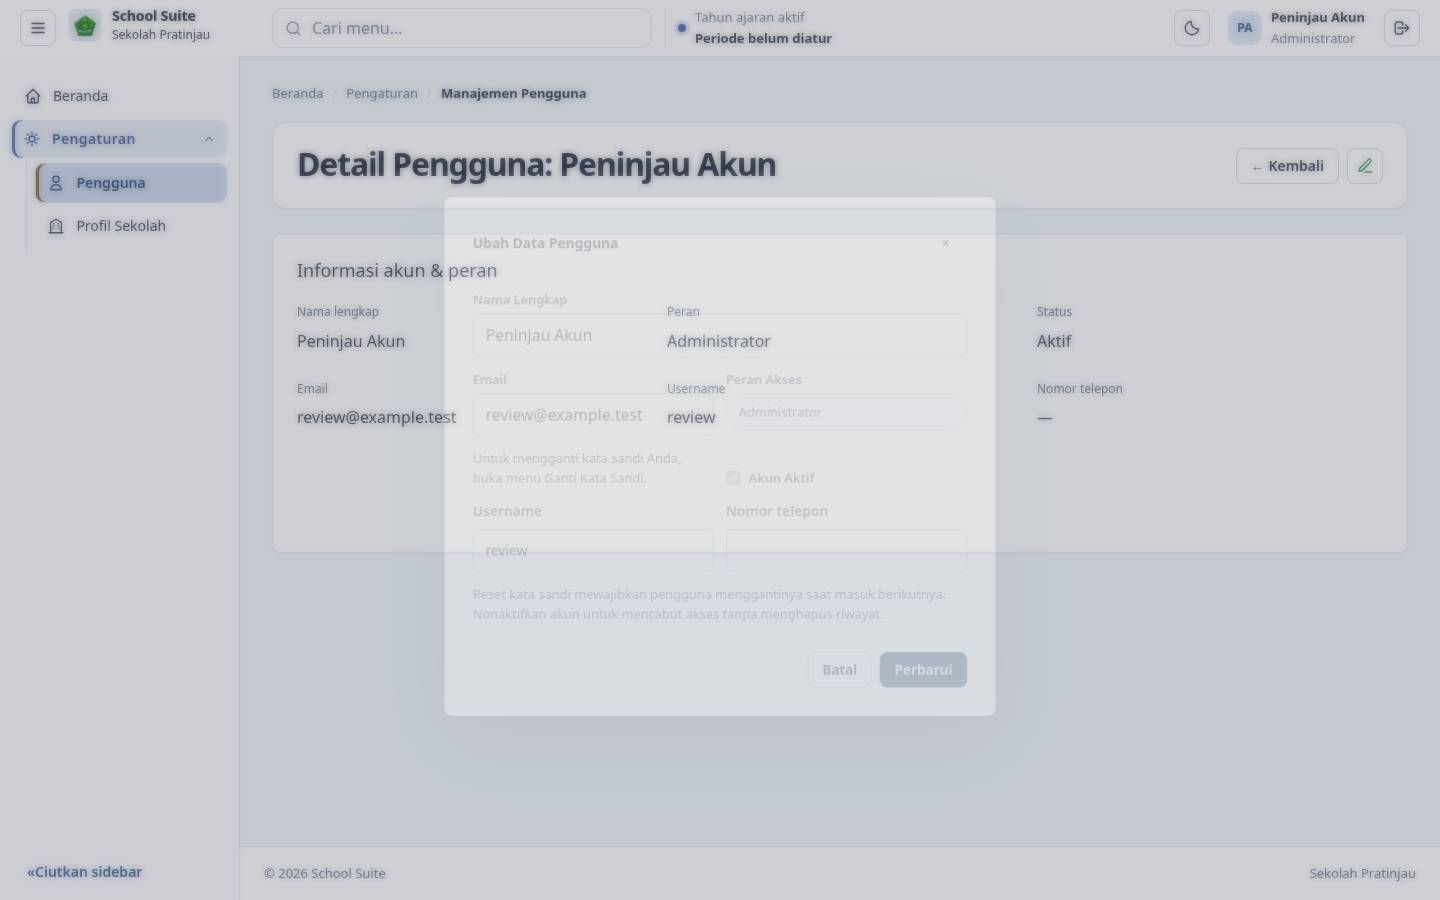 School Suite
Sekolah Pratinjau
Cari menu...
Tahun ajaran aktif
Periode belum diatur
PA
Peninjau Akun
Administrator
Beranda
Pengaturan
Pengguna
Profil Sekolah
«Ciutkan sidebar
Beranda / Pengaturan / Manajemen Pengguna
Detail Pengguna: Peninjau Akun
← Kembali
Informasi akun & peran
Nama lengkap
Peninjau Akun
Peran
Administrator
Status
Aktif
Email
review@example.test
Username
review
Nomor telepon
—
Ubah Data Pengguna
×
Nama Lengkap
Peninjau Akun
Email
review@example.test
Peran Akses
Administrator
Untuk mengganti kata sandi Anda,
buka menu Ganti Kata Sandi.
Akun Aktif
Username
review
Nomor telepon
Reset kata sandi mewajibkan pengguna menggantinya saat masuk berikutnya.
Nonaktifkan akun untuk mencabut akses tanpa menghapus riwayat.
Batal
Perbarui
© 2026 School Suite
Sekolah Pratinjau